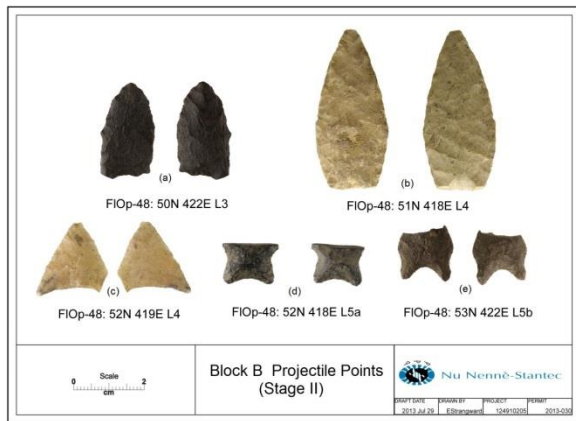 (a)
FlOp-48: 50N 422E L3
(b)
FlOp-48: 51N 418E L4
(c)
FlOp-48: 52N 419E L4
(d)
FlOp-48: 52N 418E L5a
(e)
FlOp-48: 53N 422E L5b
Scale
0 2
cm
Block B Projectile Points
(Stage II)
Nu Nennè-Stantec
DRAFT DATE DRAWN BY PROJECT PERMIT
2013 Jul 29 EStrangward 124910205 2013-030